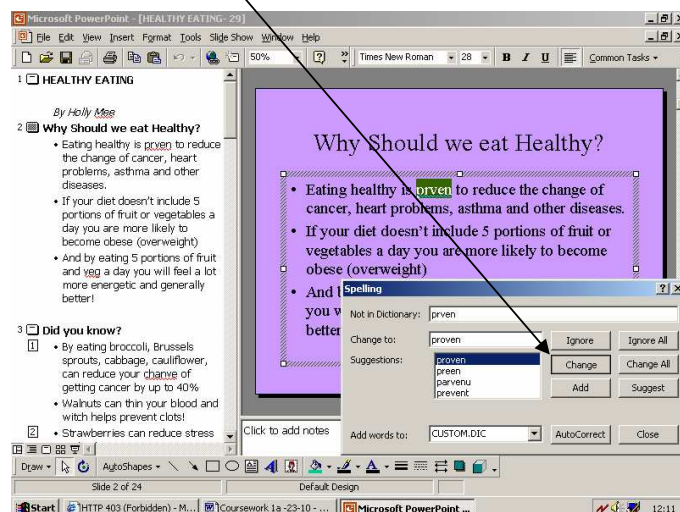 Microsoft PowerPoint - [HEALTHY EATING- 29]
File Edit View Insert Format Tools Slide Show Window Help
50% Times New Roman 28 B I U Common Tasks
1 HEALTHY EATING
By Holly Mee
2 Why Should we eat Healthy?
• Eating healthy is prven to reduce
the change of cancer, heart
problems, asthma and other
diseases.
• If your diet doesn't include 5
portions of fruit or vegetables a
day you are more likely to
become obese (overweight)
• And by eating 5 portions of fruit
and veg a day you will feel a lot
more energetic and generally
better!
3 Did you know?
1 • By eating broccoli, Brussels
sprouts, cabbage, cauliflower,
can reduce your chanve of
getting cancer by up to 40%
• Walnuts can thin your blood and
witch helps prevent clots!
2 • Strawberries can reduce stress
Why Should we eat Healthy?
• Eating healthy is prven to reduce the change of
cancer, heart problems, asthma and other diseases.
• If your diet doesn't include 5 portions of fruit or
vegetables a day you are more likely to become
obese (overweight)
• And
you
better
Spelling
Not in Dictionary: prven
Change to: proven Ignore Ignore All
Suggestions: proven Change Change All
preen
parvenu Add Suggest
prevent
Add words to: CUSTOM.DIC AutoCorrect Close
Click to add notes
Draw AutoShapes
Slide 2 of 24 Default Design
Start HTTP 403 (Forbidden) - M... Coursework 1a -23-10 - ... Microsoft PowerPoint ... 12:11